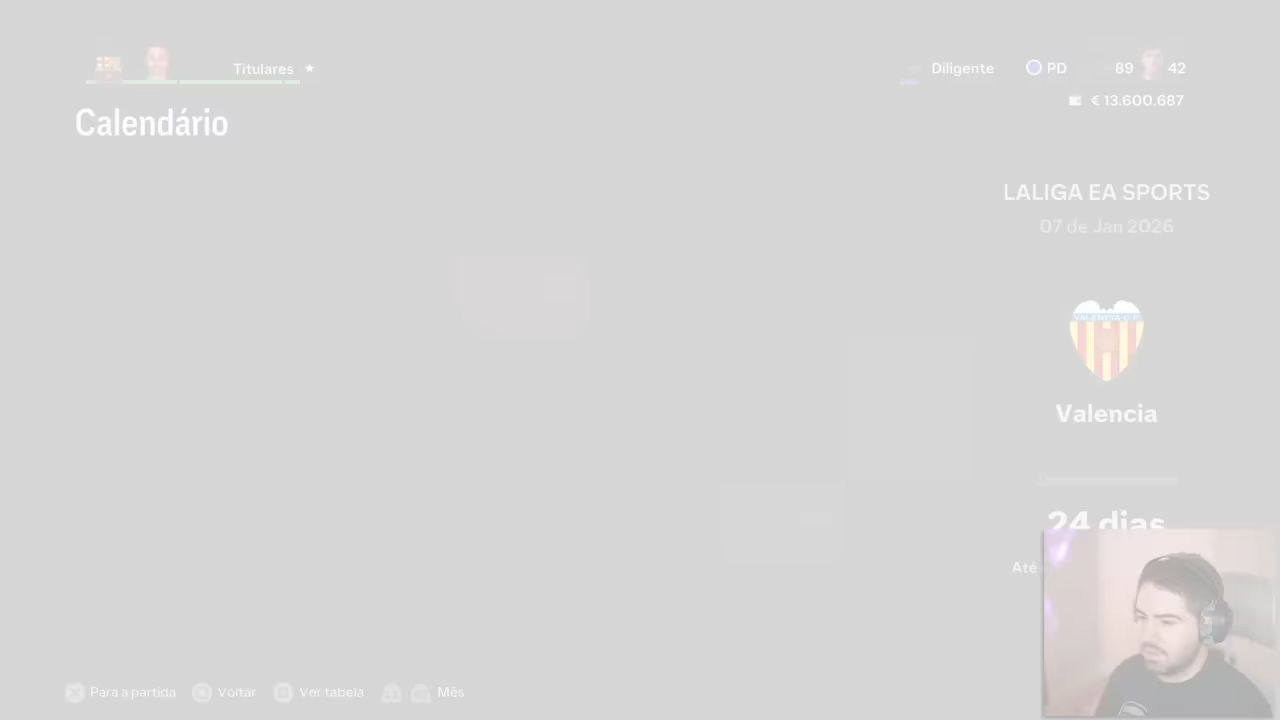 Titulares ★
Diligente PD 89 42
€ 13.600.687
Calendário
LALIGA EA SPORTS
07 de Jan 2026
Valencia
24 dias
Até
Para a partida Voltar Ver tabela Mês